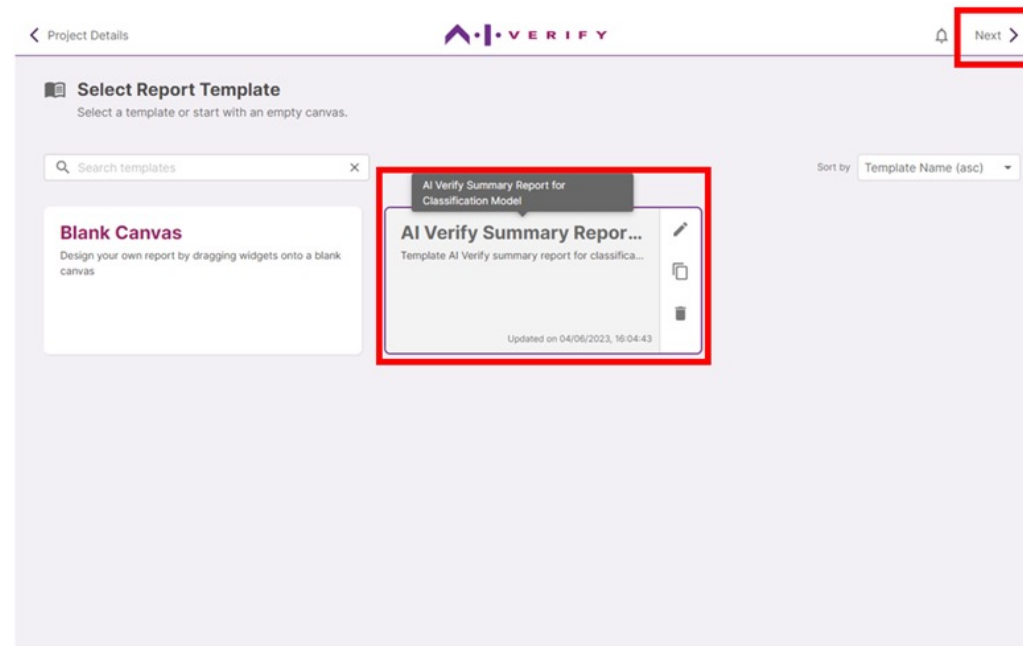 Project Details
A·I·VERIFY
Next
Select Report Template
Select a template or start with an empty canvas.
Search templates
Sort by
Template Name (asc)
AI Verify Summary Report for
Classification Model
Blank Canvas
Design your own report by dragging widgets onto a blank
canvas
AI Verify Summary Repor...
Template AI Verify summary report for classifica...
Updated on 04/06/2023, 16:04:43